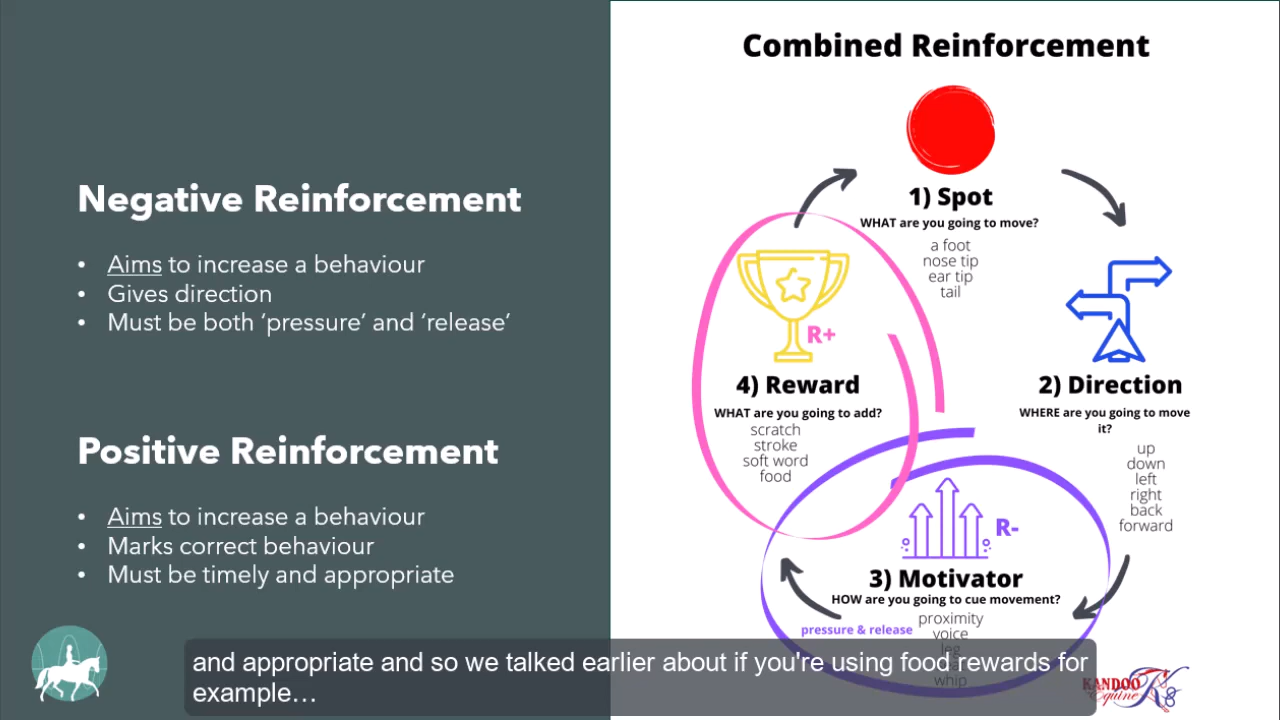 Negative Reinforcement
• Aims to increase a behaviour
• Gives direction
• Must be both ‘pressure’ and ‘release’
Positive Reinforcement
• Aims to increase a behaviour
• Marks correct behaviour
• Must be timely and appropriate
Combined Reinforcement
1) Spot
WHAT are you going to move?
a foot
nose tip
ear tip
tail
2) Direction
WHERE are you going to move
it?
up
down
left
right
back
forward
R-
3) Motivator
HOW are you going to cue movement?
pressure & release
proximity
voice
whip
R+
4) Reward
WHAT are you going to add?
scratch
stroke
soft word
food
and appropriate and so we talked earlier about if you're using food rewards for
example...
KANDOO
Equine